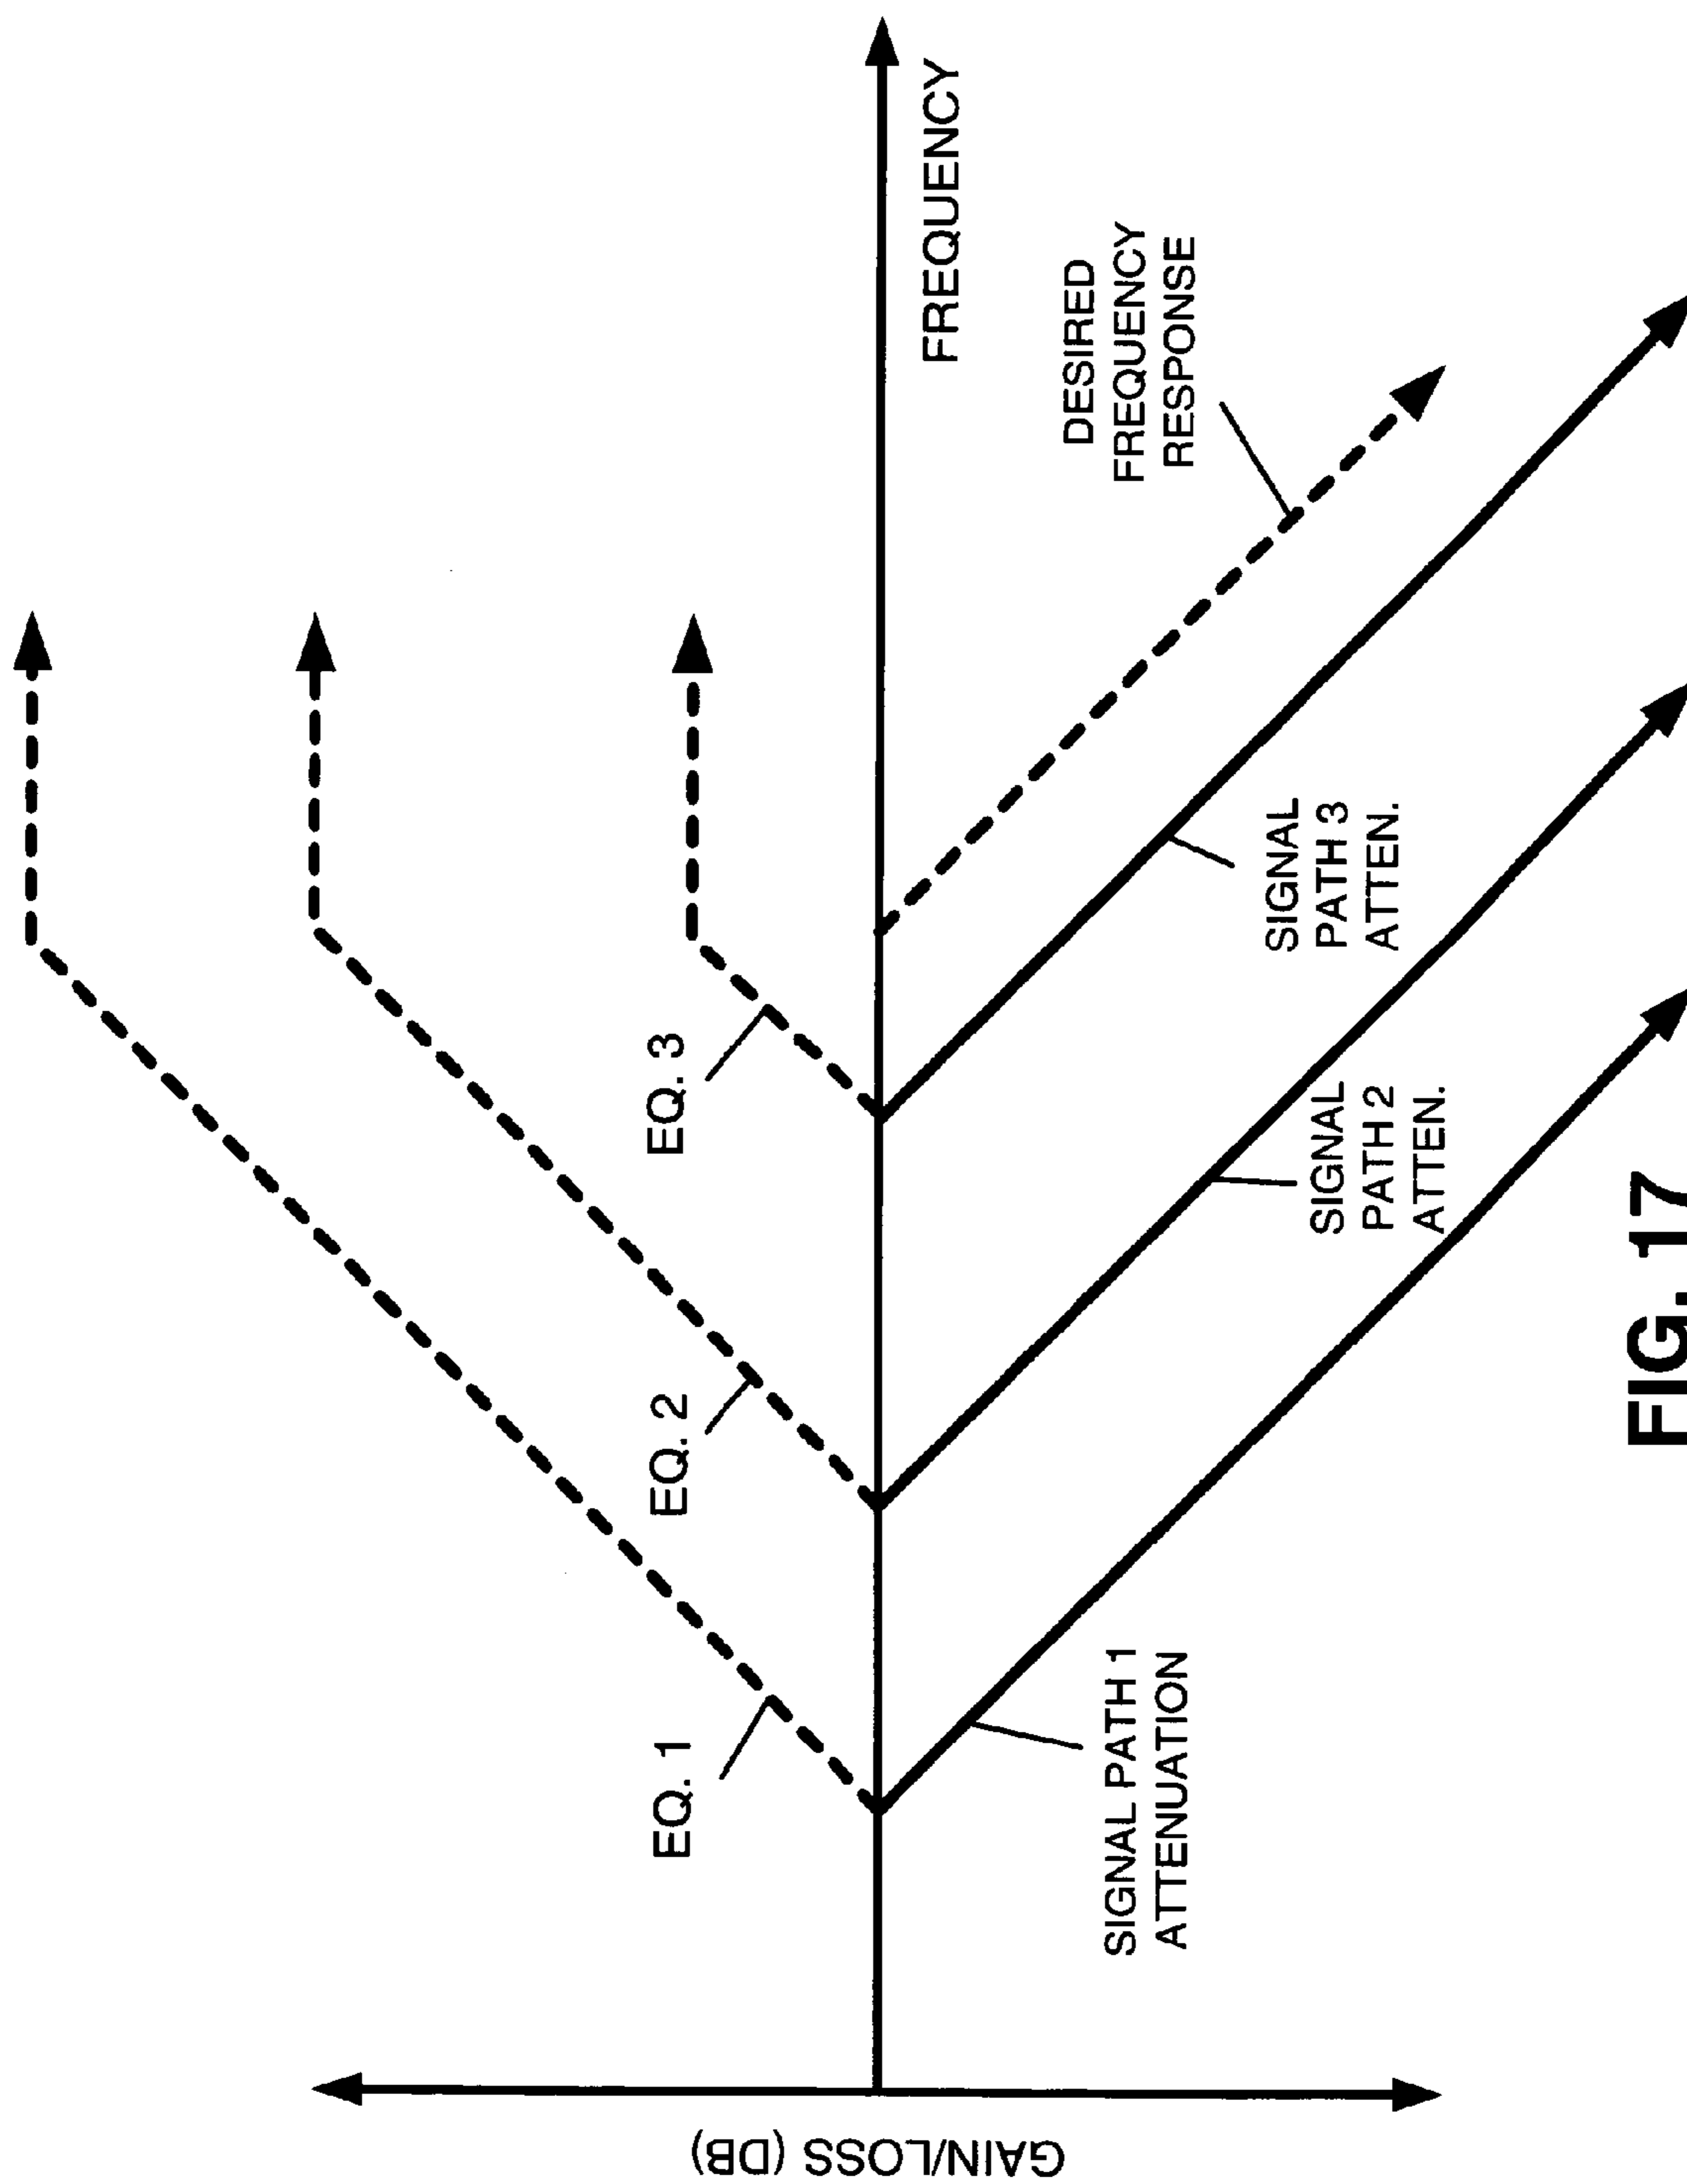 GAIN/LOSS (DB)
EQ. 1
EQ. 2
EQ. 3
FREQUENCY
DESIRED
FREQUENCY
RESPONSE
SIGNAL PATH 1
ATTENUATION
SIGNAL
PATH 2
ATTEN.
SIGNAL
PATH 3
ATTEN.
FIG. 17